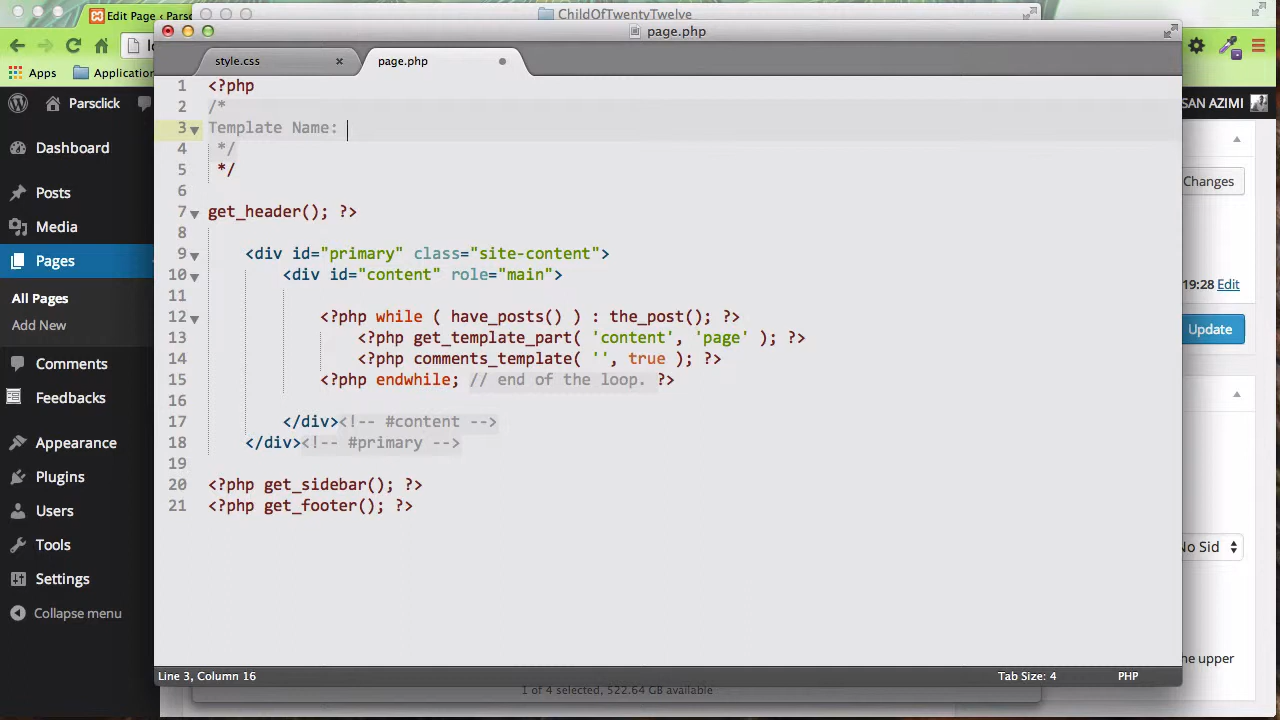 Edit Page ‹ Parse
ChildOfTwentyTwelve
page.php
Apps
Application
style.css
page.php
Parsclick
SAN AZIMI
Dashboard
Posts
Media
Pages
All Pages
Add New
Comments
Feedbacks
Appearance
Plugins
Users
Tools
Settings
Collapse menu
1 <?php
2 /*
3 Template Name:
4 */
5 */
6
7 get_header(); ?>
8
9 <div id="primary" class="site-content">
10 <div id="content" role="main">
11
12 <?php while ( have_posts() ) : the_post(); ?>
13 <?php get_template_part( 'content', 'page' ); ?>
14 <?php comments_template( '', true ); ?>
15 <?php endwhile; // end of the loop. ?>
16
17 </div><!-- #content -->
18 </div><!-- #primary -->
19
20 <?php get_sidebar(); ?>
21 <?php get_footer(); ?>
Changes
19:28 Edit
Update
No Sid
he upper
Line 3, Column 16
Tab Size: 4
PHP
1 of 4 selected, 522.64 GB available